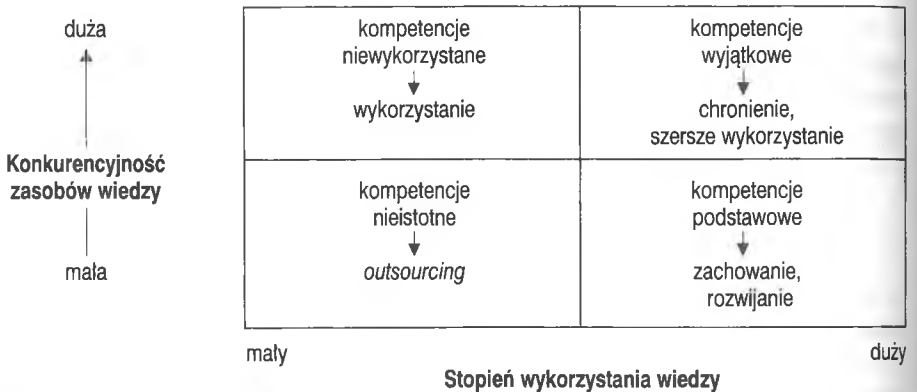 duża
Konkurencyjność
zasobów wiedzy
mała
kompetencje
niewykorzystane
wykorzystanie
kompetencje
wyjątkowe
chronienie,
szersze wykorzystanie
kompetencje
nieistotne
outsourcing
kompetencje
podstawowe
zachowanie,
rozwijanie
mały
duży
Stopień wykorzystania wiedzy